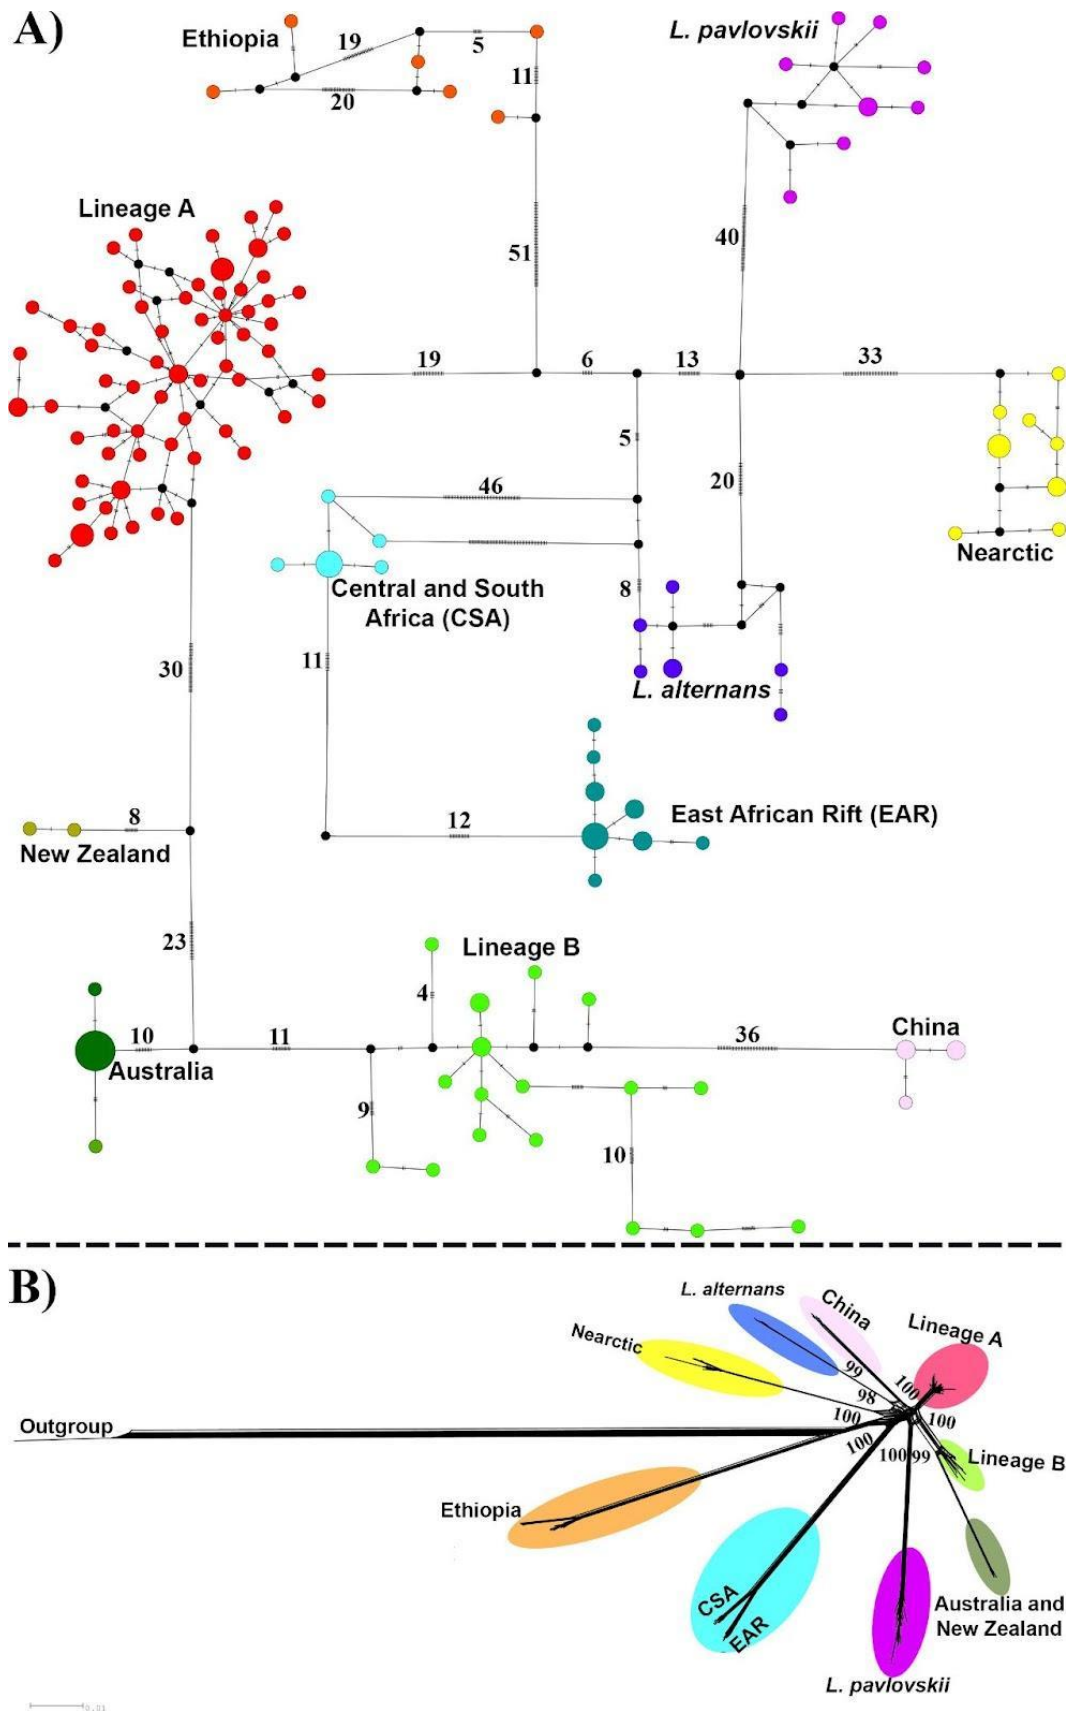 A)
Ethiopia
19
5
L. pavlovskii
11
20
Lineage A
40
51
19
6
13
33
5
20
46
Nearctic
Central and South
Africa (CSA)
8
11
30
L. alternans
8
12
East African Rift (EAR)
New Zealand
23
Lineage B
4
10
11
36
China
Australia
9
10
B)
L. alternans
China
Nearctic
Lineage A
99
100
98
Outgroup
100
100
100
100
99
Lineage B
Ethiopia
CSA
EAR
Australia and
New Zealand
L. pavlovskii
0.01